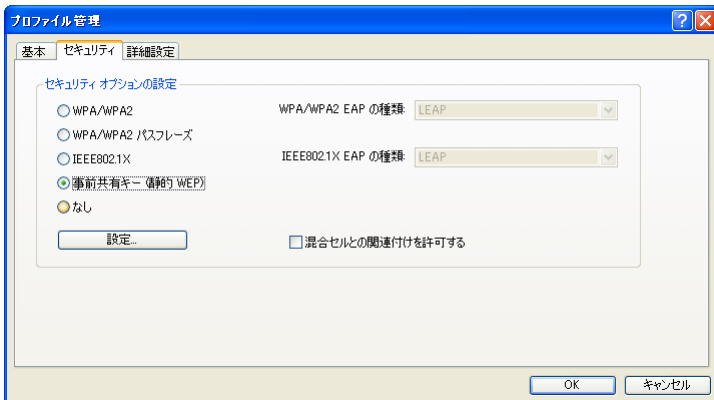 プロファイル管理
基本 セキュリティ 詳細設定
セキュリティ オプションの設定
WPA/WPA2 WPA/WPA2 EAP の種類: LEAP
WPA/WPA2 パスフレーズ
IEEE802.1X IEEE802.1X EAP の種類: LEAP
事前共有キー (静的 WEP)
なし
設定... 混合セルとの関連付けを許可する
OK キャンセル